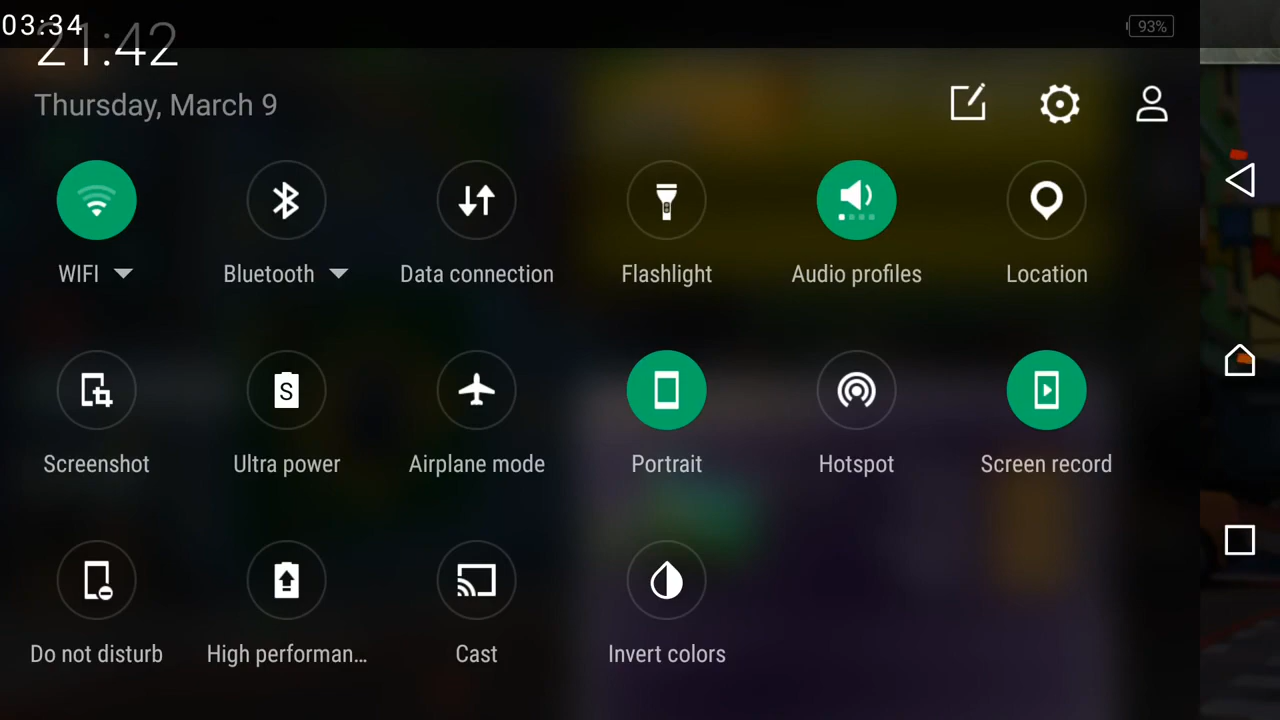 03:34
93%
21:42
Thursday, March 9
WIFI
Bluetooth
Data connection
Flashlight
Audio profiles
Location
Screenshot
S
Ultra power
Airplane mode
Portrait
Hotspot
Screen record
Do not disturb
High performan...
Cast
Invert colors